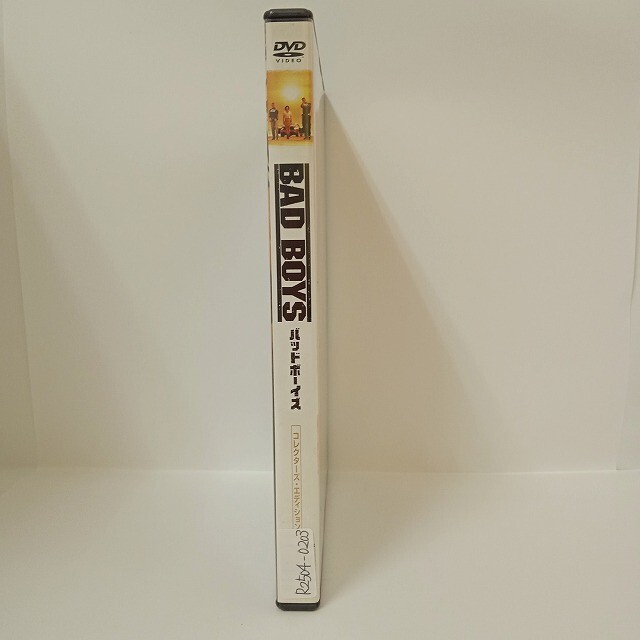 DVD
VIDEO
BAD BOYS
バッドボーイズ
コレクターズ・エディション
R2504-0203